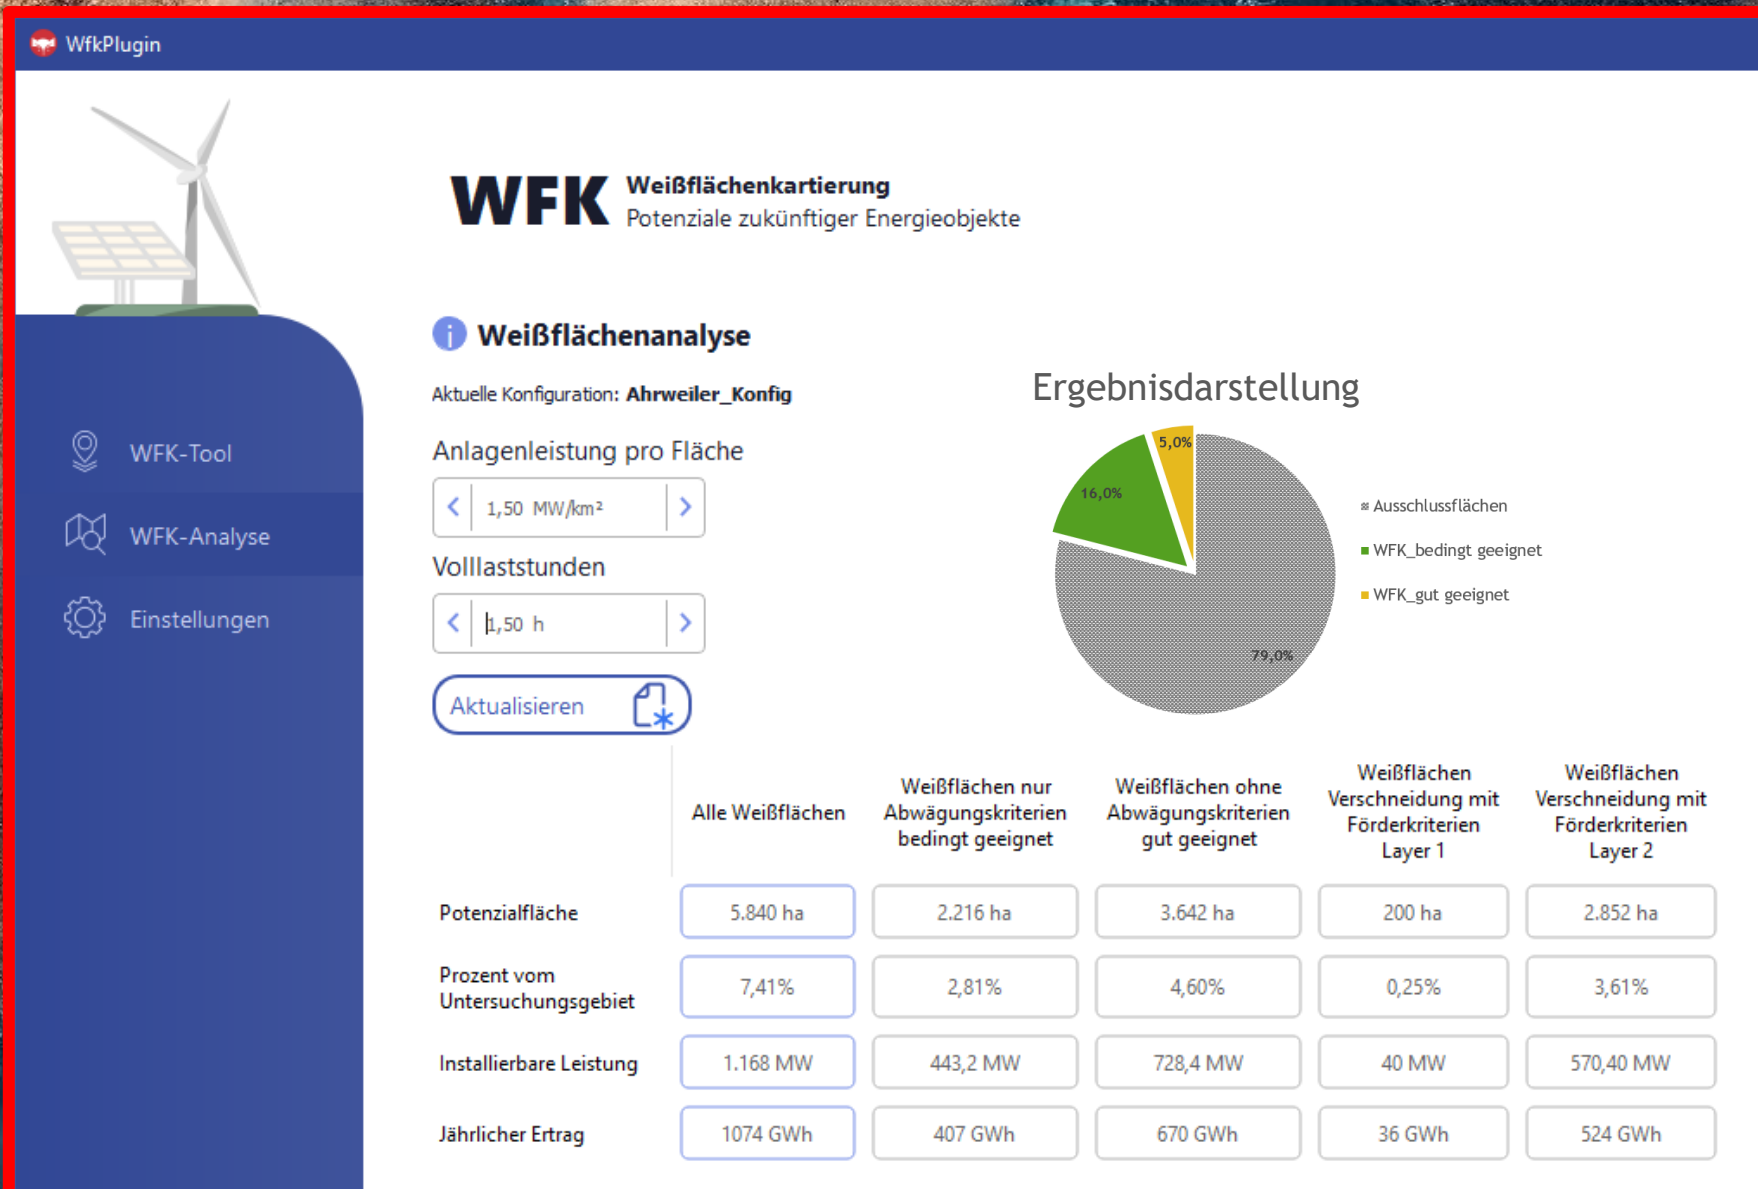 WfkPlugin
WFK
Weißflächenkartierung
Potenziale zukünftiger Energieobjekte
WFK-Tool
WFK-Analyse
Einstellungen
i Weißflächenanalyse
Aktuelle Konfiguration: Ahrweiler_Konfig
Anlagenleistung pro Fläche
1,50 MW/km²
Volllaststunden
1,50 h
Aktualisieren
Ergebnisdarstellung
5,0%
16,0%
79,0%
Ausschlussflächen
WFK_bedingt geeignet
WFK_gut geeignet
Alle Weißflächen
Weißflächen nur
Abwägungskriterien
bedingt geeignet
Weißflächen ohne
Abwägungskriterien
gut geeignet
Weißflächen
Verschneidung mit
Förderkriterien
Layer 1
Weißflächen
Verschneidung mit
Förderkriterien
Layer 2
Potenzialfläche
5.840 ha
2.216 ha
3.642 ha
200 ha
2.852 ha
Prozent vom
Untersuchungsgebiet
7,41%
2,81%
4,60%
0,25%
3,61%
Installierbare Leistung
1.168 MW
443,2 MW
728,4 MW
40 MW
570,40 MW
Jährlicher Ertrag
1074 GWh
407 GWh
670 GWh
36 GWh
524 GWh